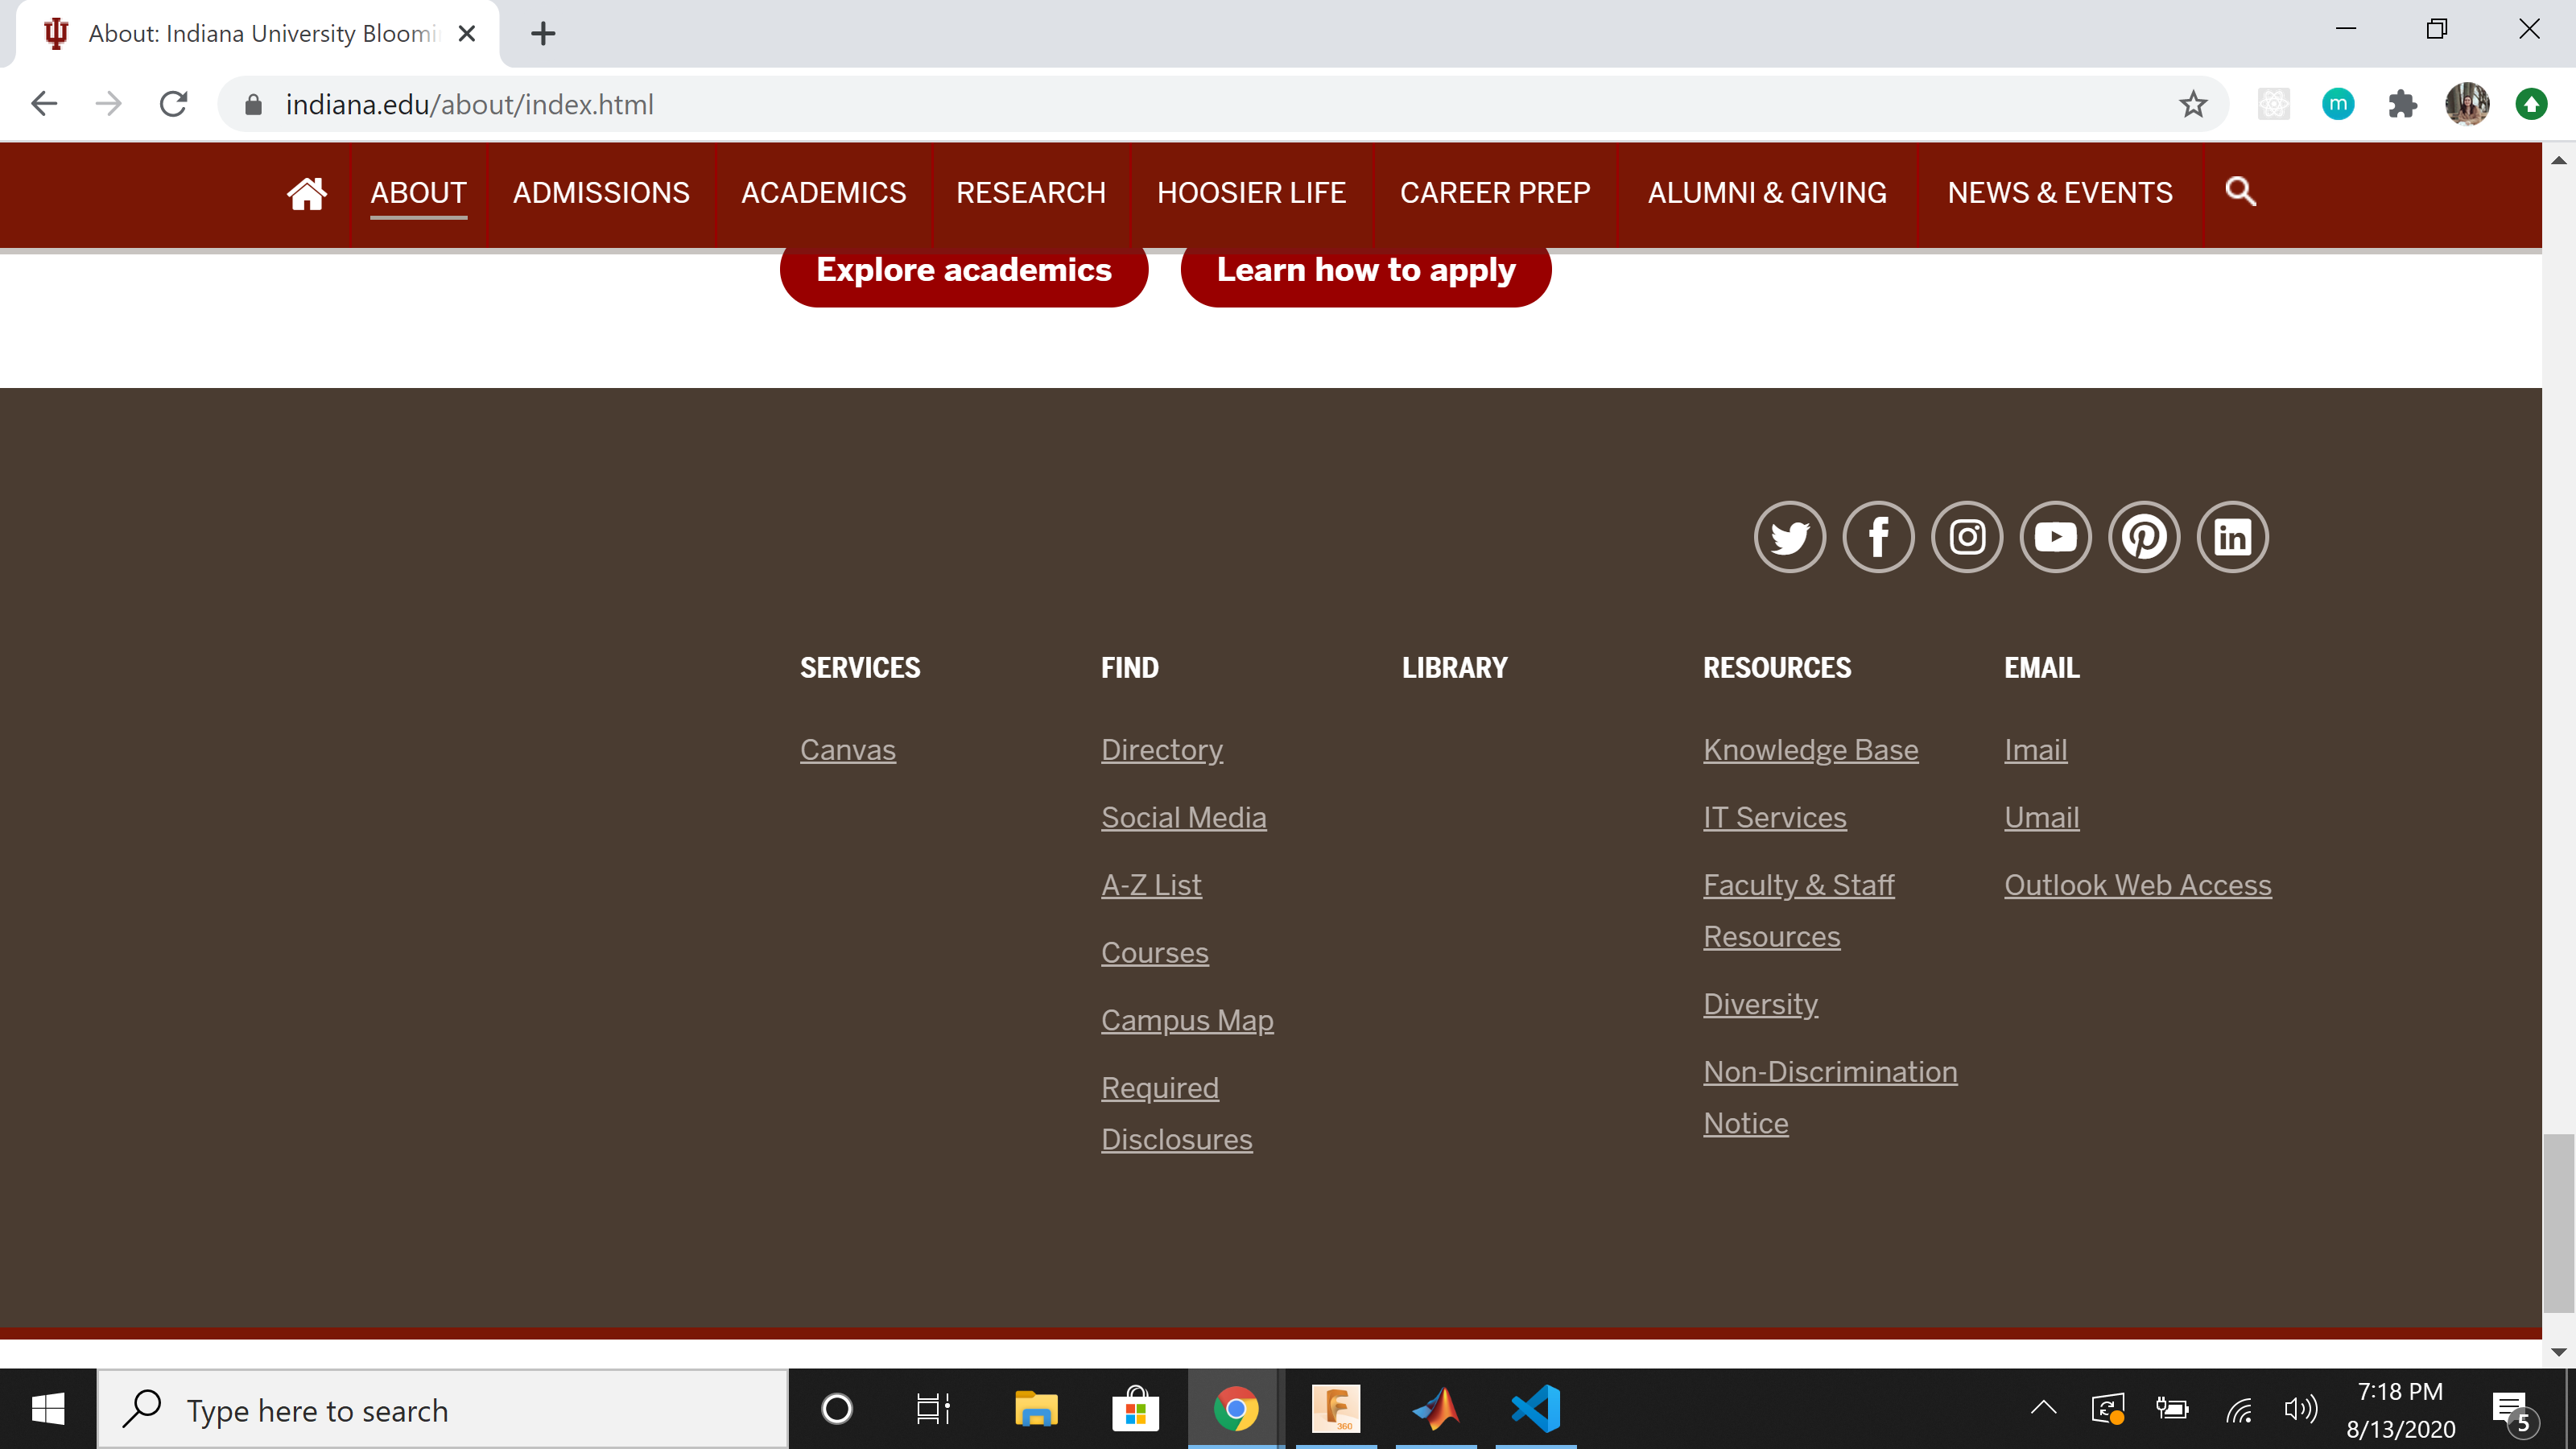 About: Indiana University Bloomi
indiana.edu/about/index.html
m
ABOUT ADMISSIONS ACADEMICS RESEARCH HOOSIER LIFE CAREER PREP ALUMNI & GIVING NEWS & EVENTS
Explore academics Learn how to apply
SERVICES
Canvas
FIND
Directory
Social Media
A-Z List
Courses
Campus Map
Required
Disclosures
LIBRARY
RESOURCES
Knowledge Base
IT Services
Faculty & Staff
Resources
Diversity
Non-Discrimination
Notice
EMAIL
Imail
Umail
Outlook Web Access
Type here to search
F
360
7:18 PM
8/13/2020
5